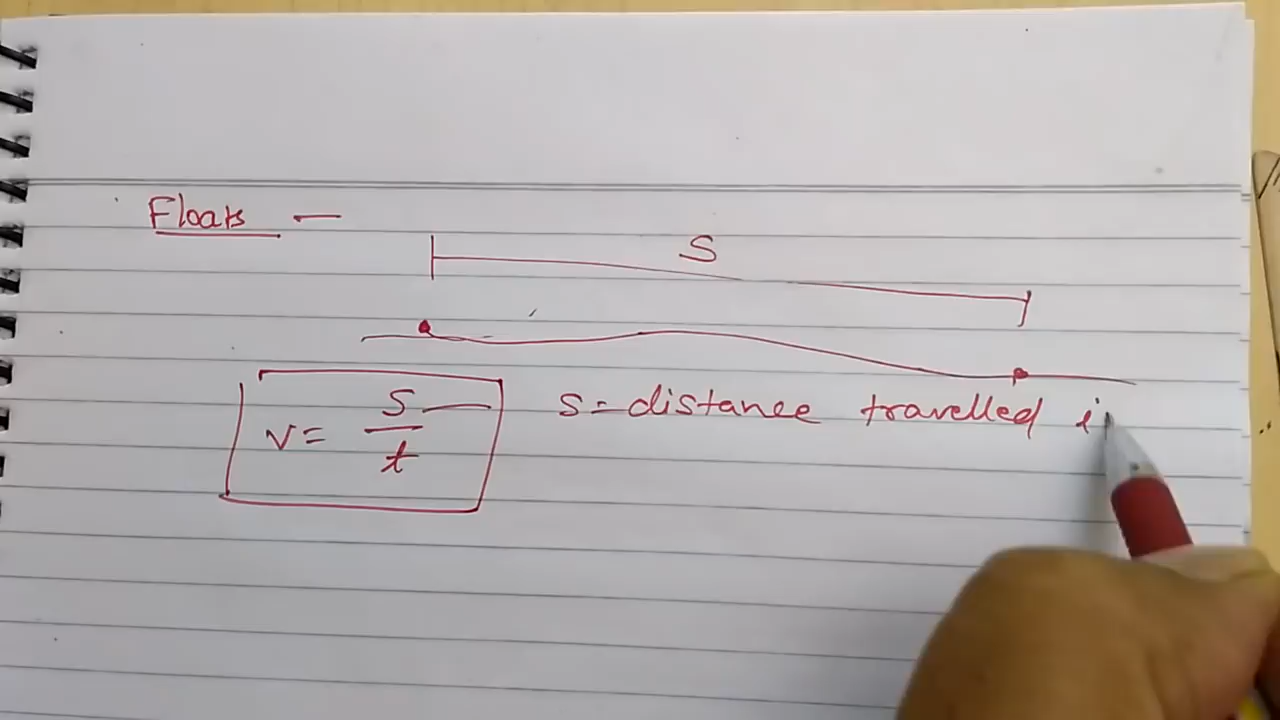 Floats —
S
v = s/t
s = distance travelled i